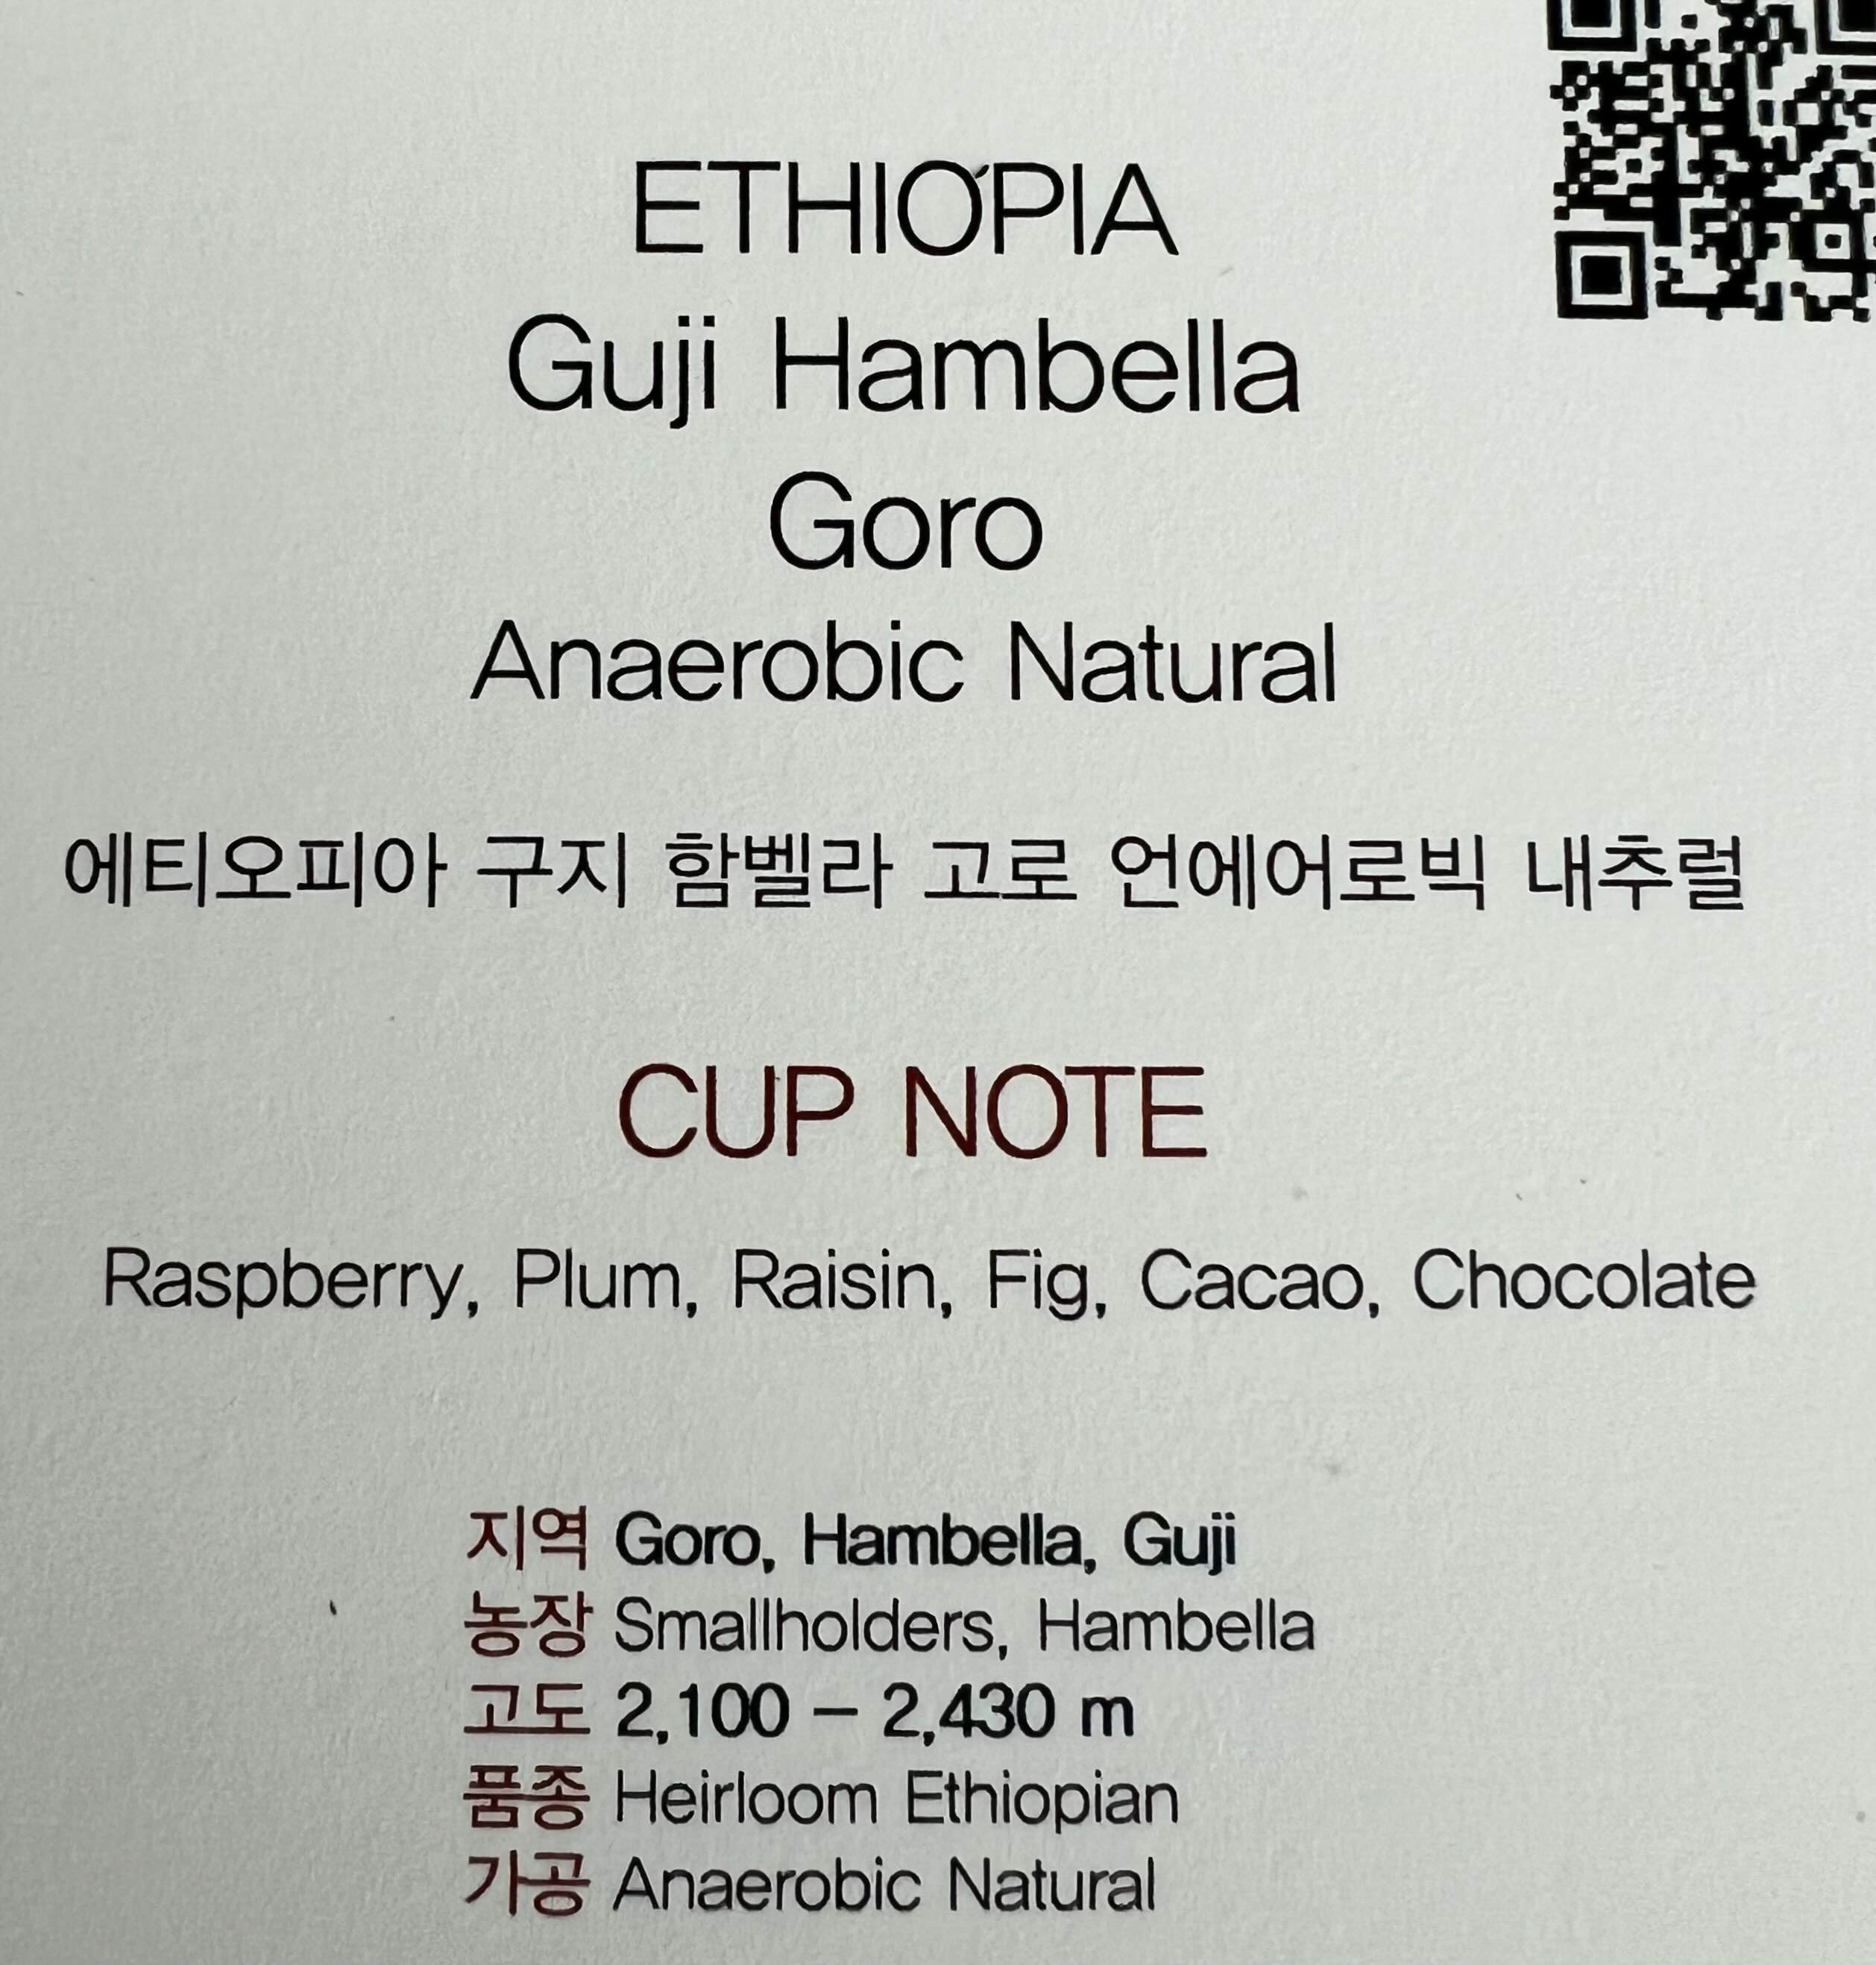 ETHIOPIA
Guji Hambella
Goro
Anaerobic Natural
에티오피아 구지 함벨라 고로 언에어로빅 내추럴
CUP NOTE
Raspberry, Plum, Raisin, Fig, Cacao, Chocolate
지역 Goro, Hambella, Guji
농장 Smallholders, Hambella
고도 2,100 – 2,430 m
품종 Heirloom Ethiopian
가공 Anaerobic Natural